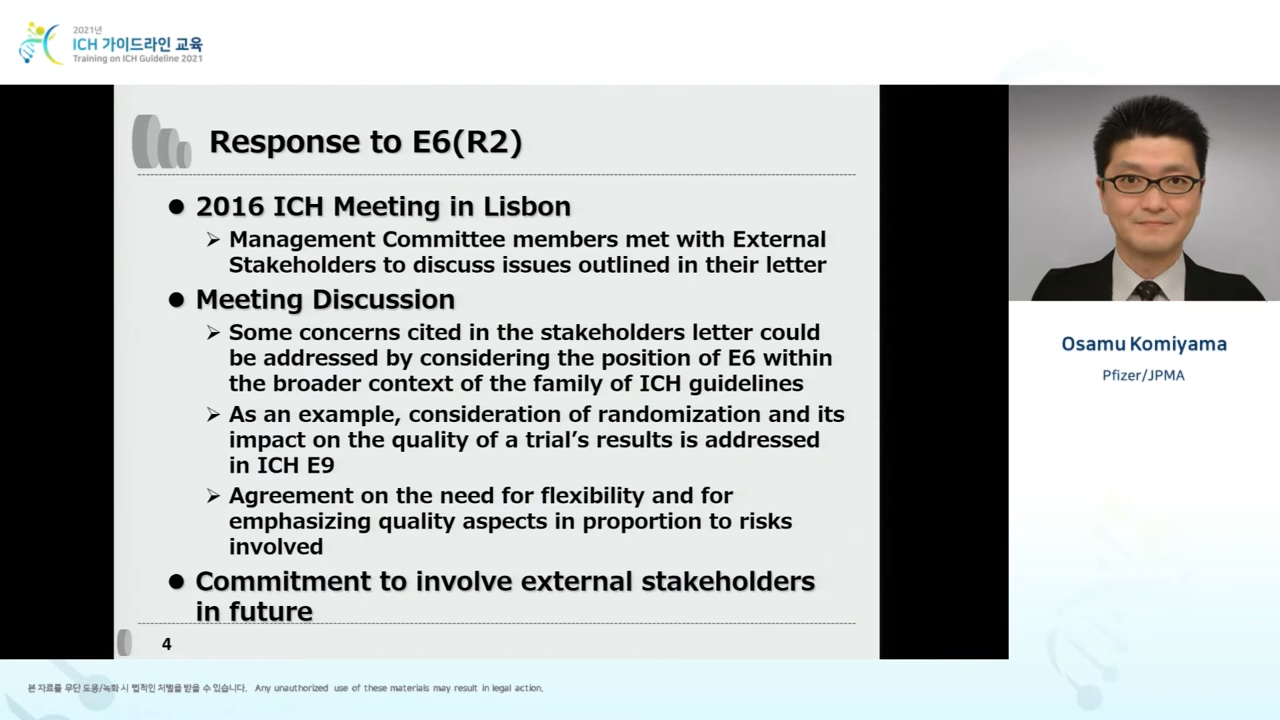 2021년
ICH 가이드라인 교육
Training on ICH Guideline 2021
Response to E6(R2)
● 2016 ICH Meeting in Lisbon
➢ Management Committee members met with External
Stakeholders to discuss issues outlined in their letter
● Meeting Discussion
➢ Some concerns cited in the stakeholders letter could
be addressed by considering the position of E6 within
the broader context of the family of ICH guidelines
➢ As an example, consideration of randomization and its
impact on the quality of a trial’s results is addressed
in ICH E9
➢ Agreement on the need for flexibility and for
emphasizing quality aspects in proportion to risks
involved
● Commitment to involve external stakeholders
in future
4
Osamu Komiyama
Pfizer/JPMA
본 자료를 무단 도용/녹화 시 법적인 처벌을 받을 수 있습니다. Any unauthorized use of these materials may result in legal action.